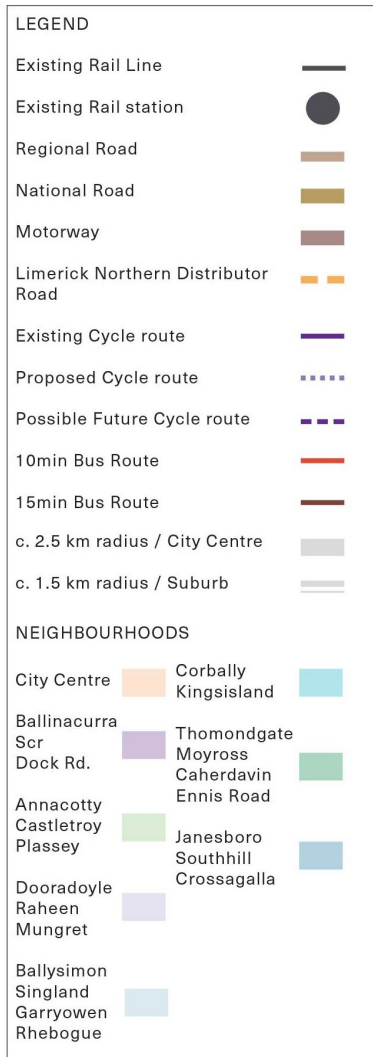 LEGEND
Existing Rail Line
Existing Rail station
Regional Road
National Road
Motorway
Limerick Northern Distributor
Road
Existing Cycle route
Proposed Cycle route
Possible Future Cycle route
10min Bus Route
15min Bus Route
c. 2.5 km radius / City Centre
c. 1.5 km radius / Suburb
NEIGHBOURHOODS
City Centre
Ballinacurra
Scr
Dock Rd.
Annacotty
Castletroy
Plassey
Dooradoyle
Raheen
Mungret
Ballysimon
Singland
Garryowen
Rhebogue
Corbally
Kingsisland
Thomondgate
Moyross
Caherdavin
Ennis Road
Janesboro
Southhill
Crossagalla